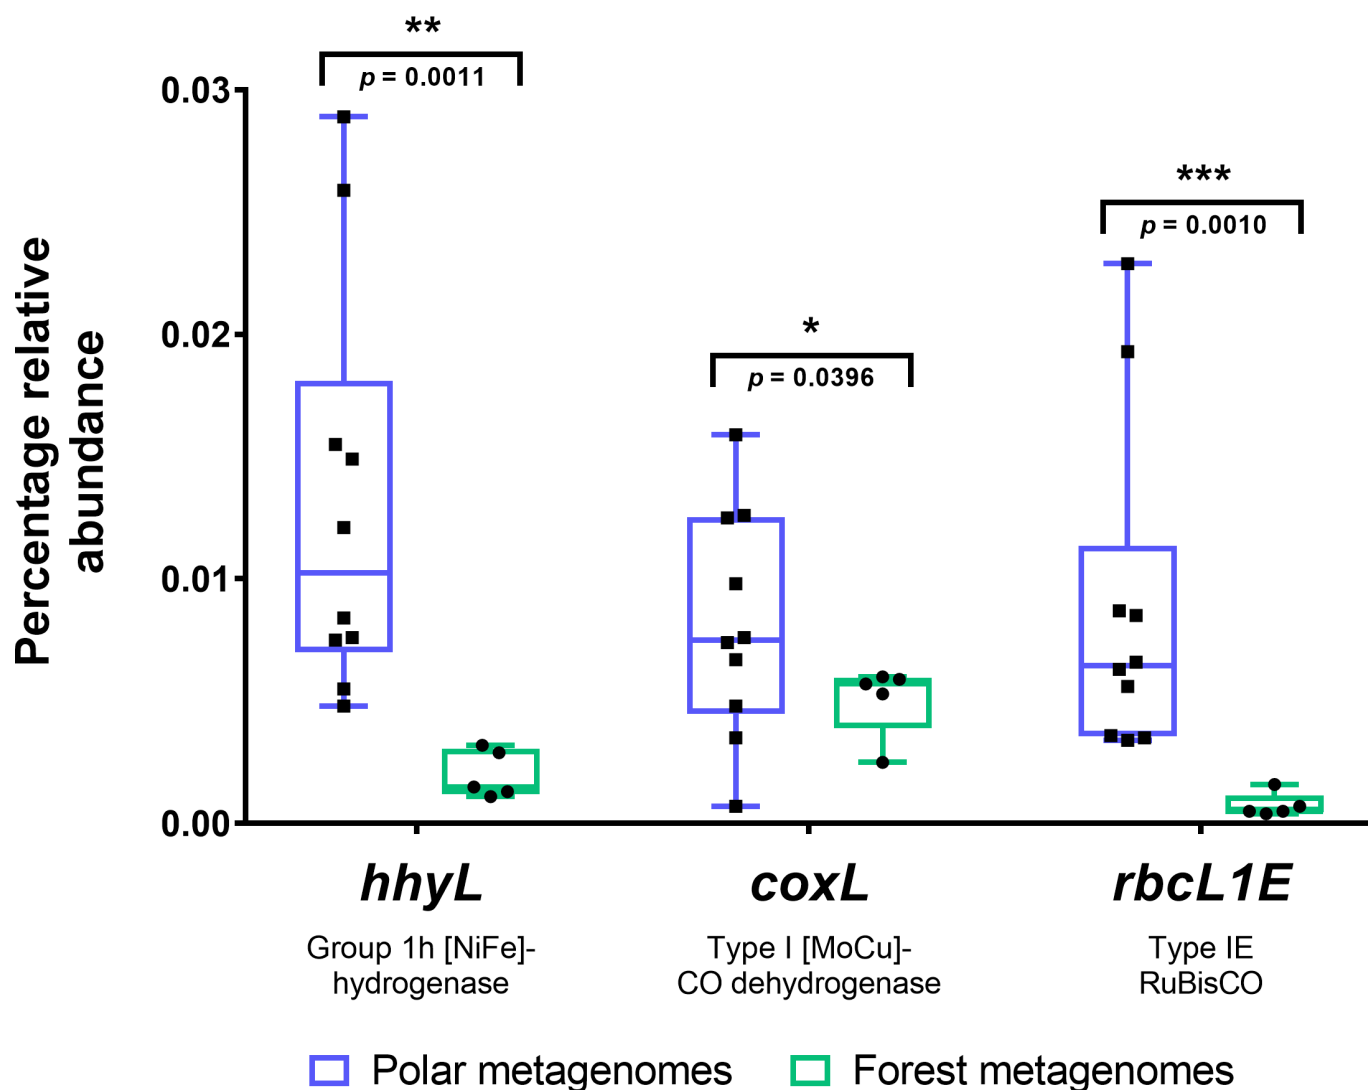 **
p = 0.0011
***
p = 0.0010
*
p = 0.0396
Percentage relative
abundance
0.03
0.02
0.01
0.00
hhyL
coxL
rbcL1E
Group 1h [NiFe]-
hydrogenase
Type I [MoCu]-
CO dehydrogenase
Type IE
RuBisCO
Polar metagenomes
Forest metagenomes